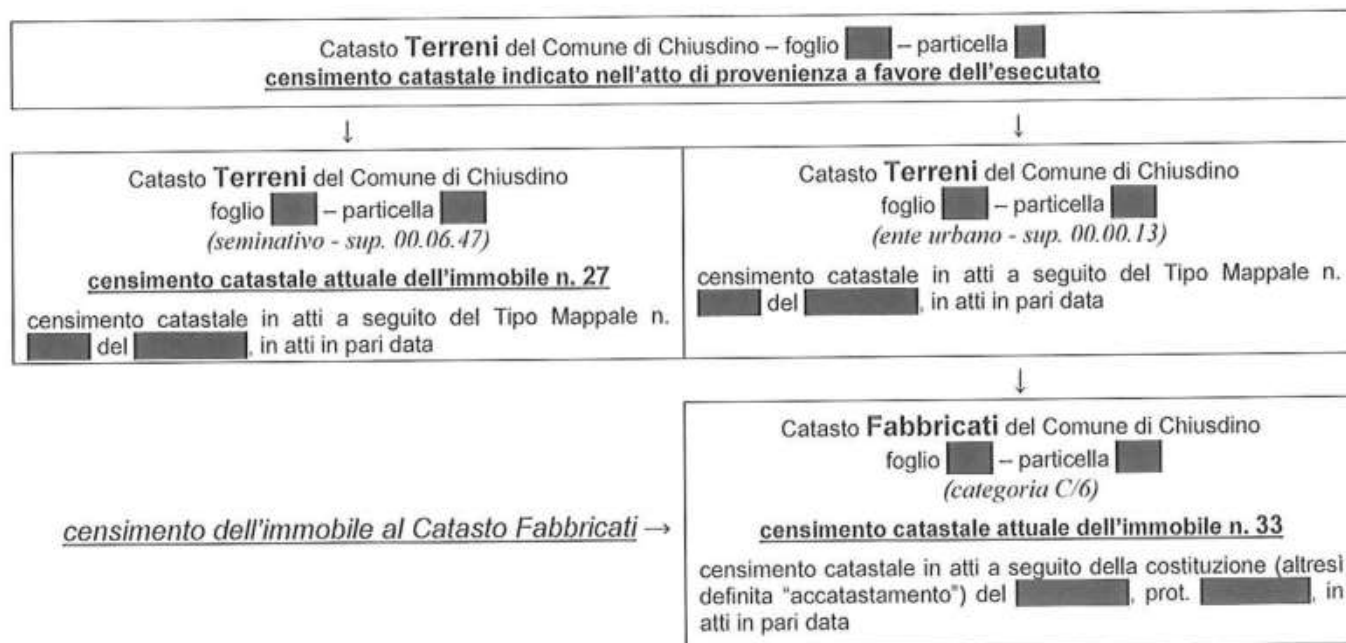 Catasto Terreni del Comune di Chiusdino – foglio – particella
censimento catastale indicato nell'atto di provenienza a favore dell'esecutato
↓
↓
Catasto Terreni del Comune di Chiusdino
foglio – particella
(seminativo - sup. 00.06.47)
censimento catastale attuale dell'immobile n. 27
censimento catastale in atti a seguito del Tipo Mappale n.
del , in atti in pari data
Catasto Terreni del Comune di Chiusdino
foglio – particella
(ente urbano - sup. 00.00.13)
censimento catastale in atti a seguito del Tipo Mappale n.
del , in atti in pari data
↓
censimento dell'immobile al Catasto Fabbricati →
Catasto Fabbricati del Comune di Chiusdino
foglio – particella
(categoria C/6)
censimento catastale attuale dell'immobile n. 33
censimento catastale in atti a seguito della costituzione (altresì
definita "accatastamento") del , prot. , in
atti in pari data